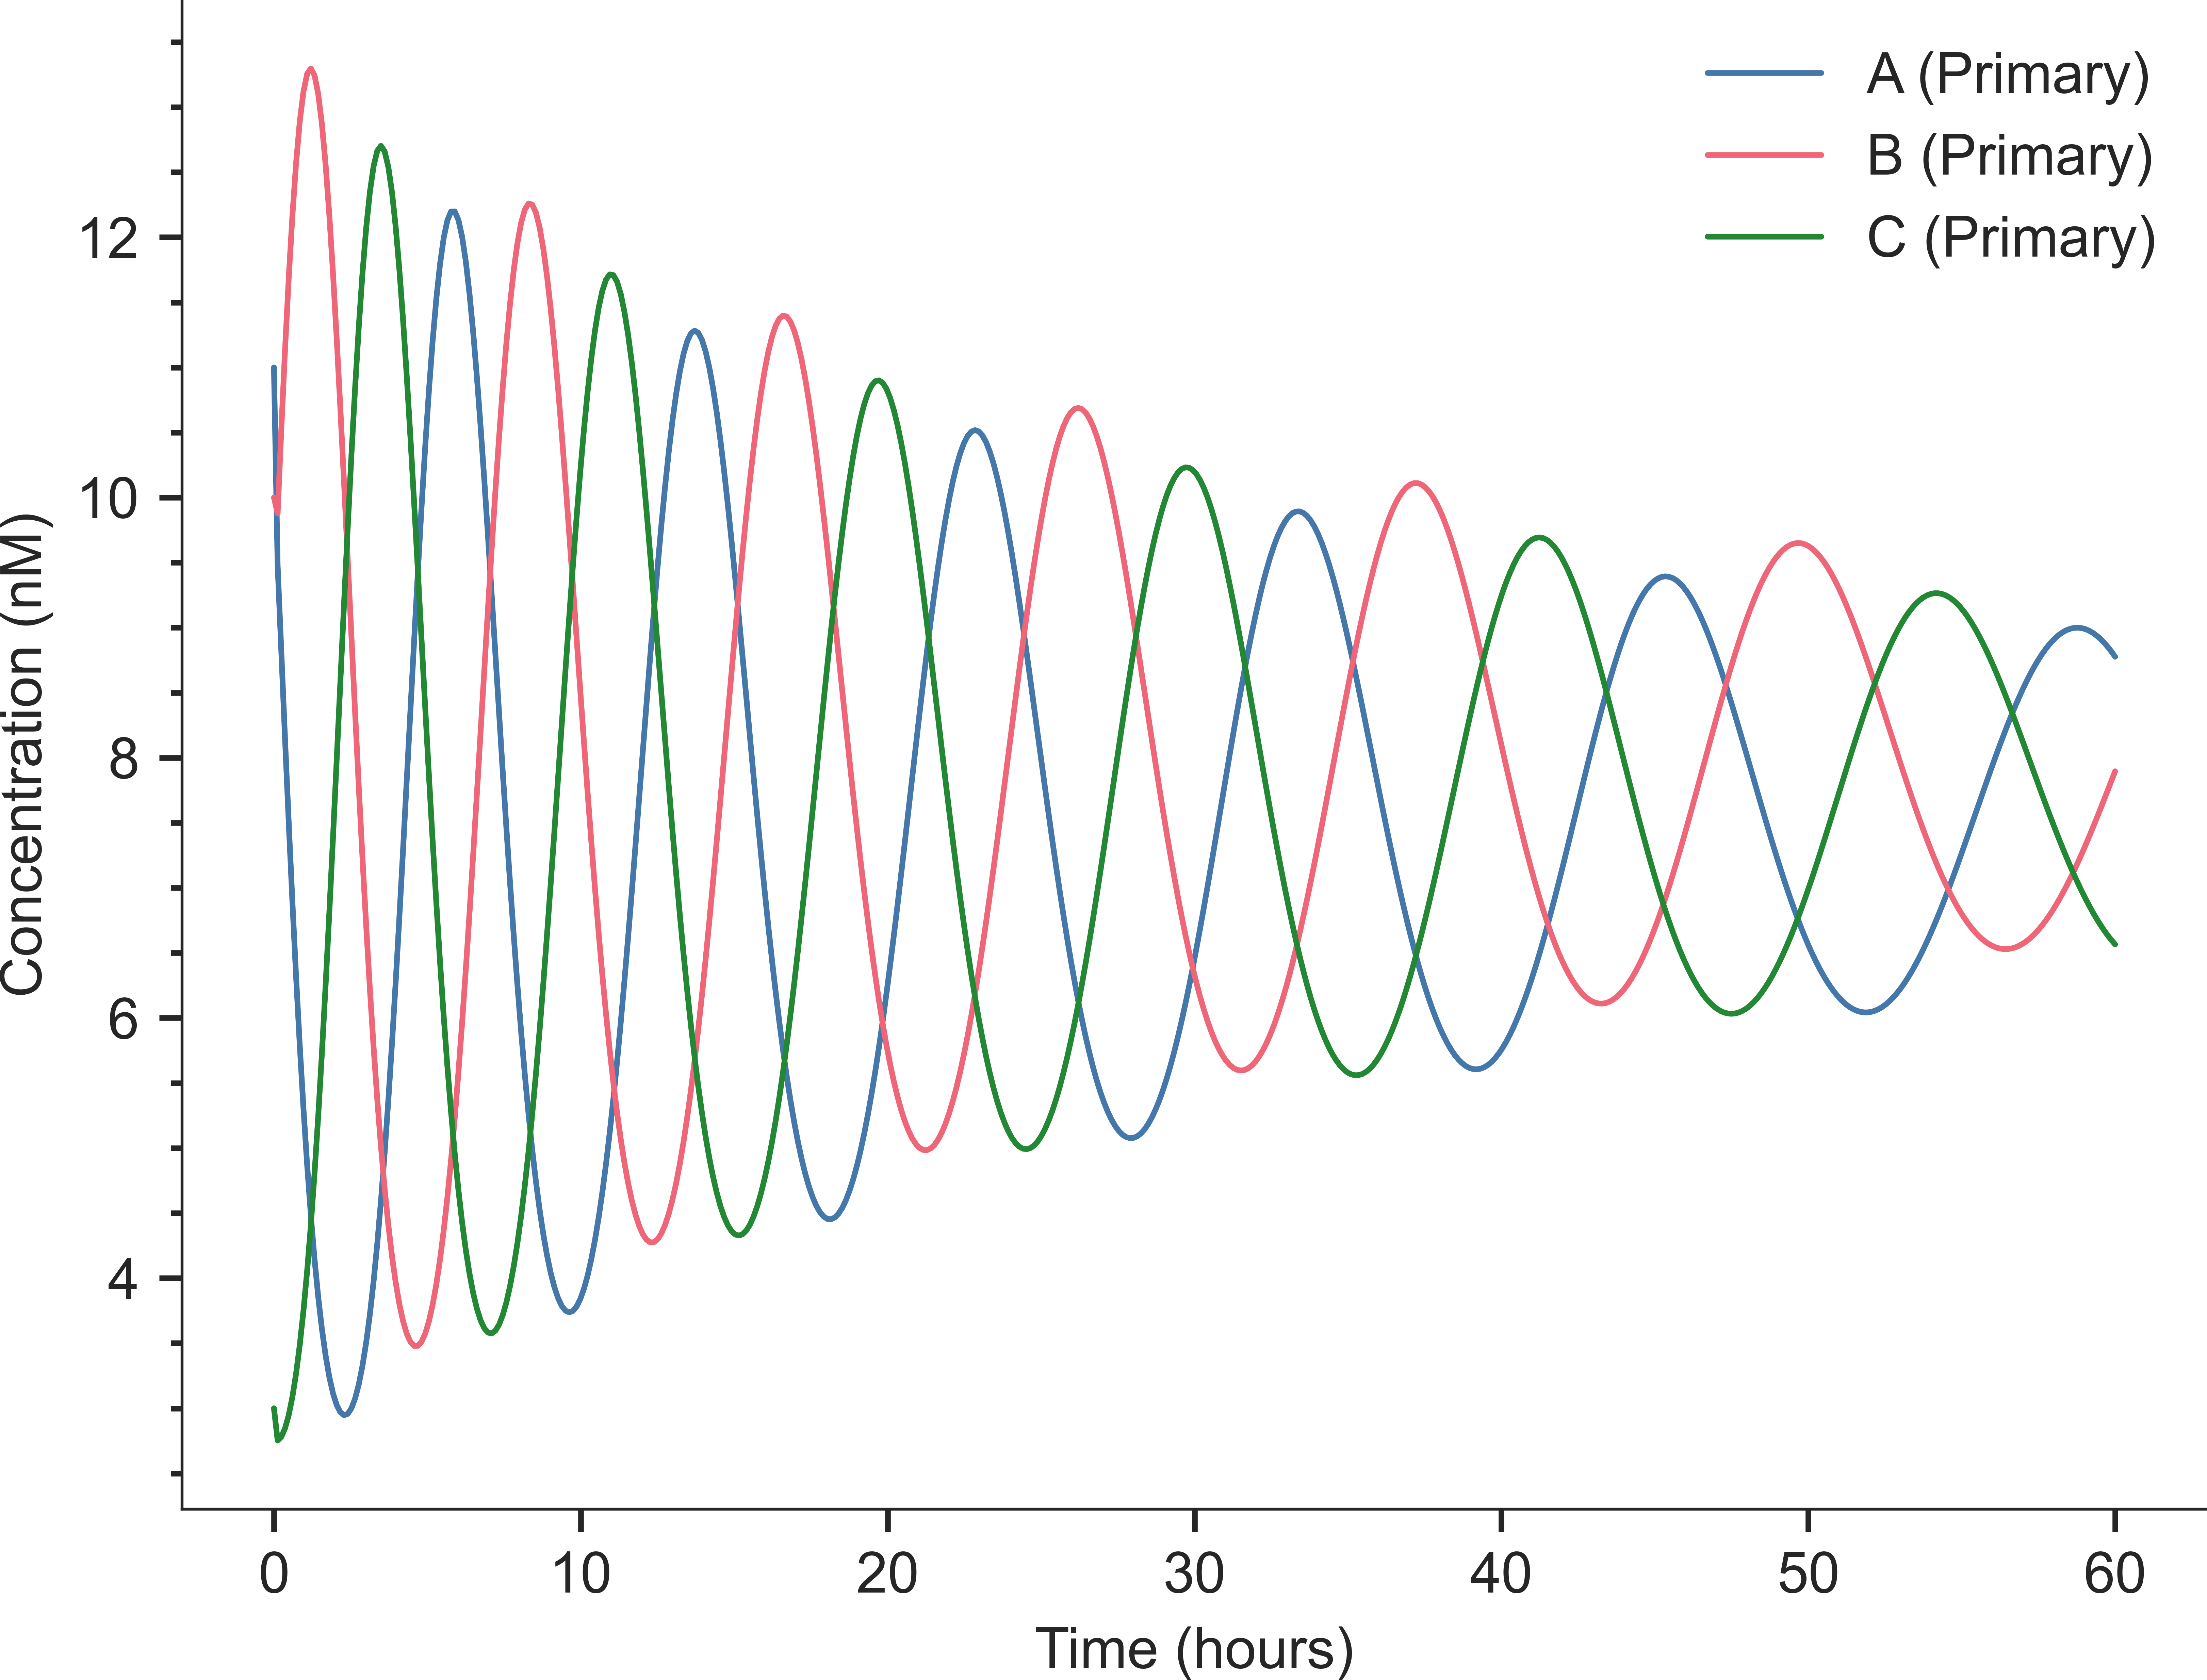 A (Primary)
B (Primary)
C (Primary)
Concentration (nM)
12
10
8
6
4
0 10 20 30 40 50 60
Time (hours)